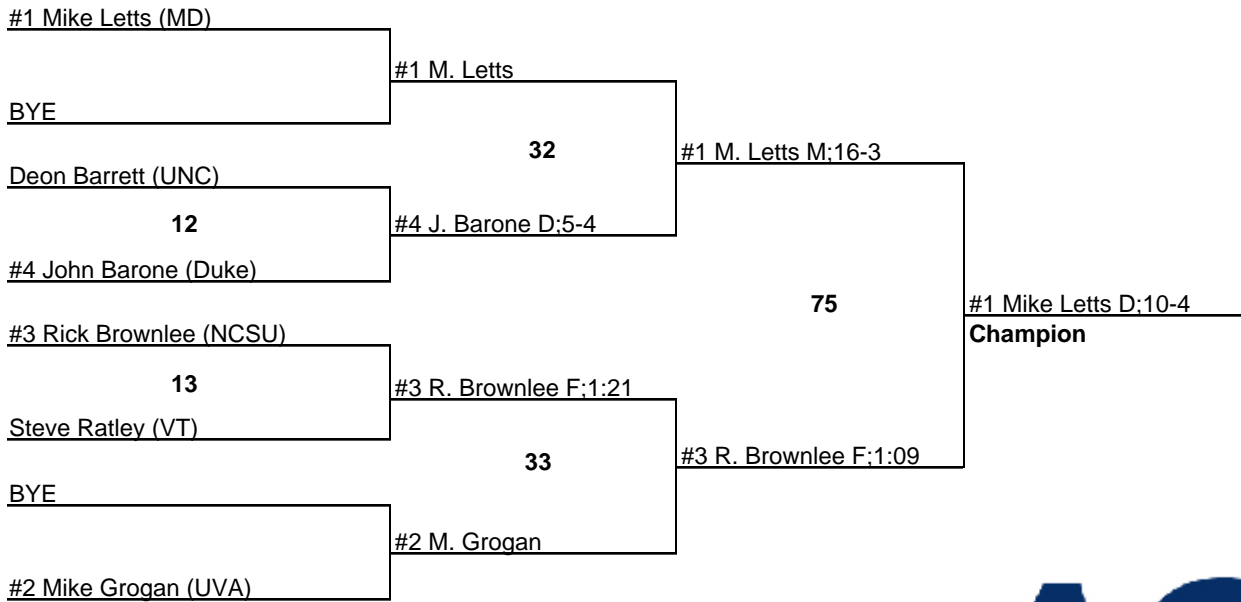 #1 Mike Letts (MD)
#1 M. Letts
BYE
32
#1 M. Letts M;16-3
Deon Barrett (UNC)
12
#4 J. Barone D;5-4
#4 John Barone (Duke)
75
#1 Mike Letts D;10-4
Champion
#3 Rick Brownlee (NCSU)
13
#3 R. Brownlee F;1:21
Steve Ratley (VT)
33
#3 R. Brownlee F;1:09
BYE
#2 M. Grogan
#2 Mike Grogan (UVA)